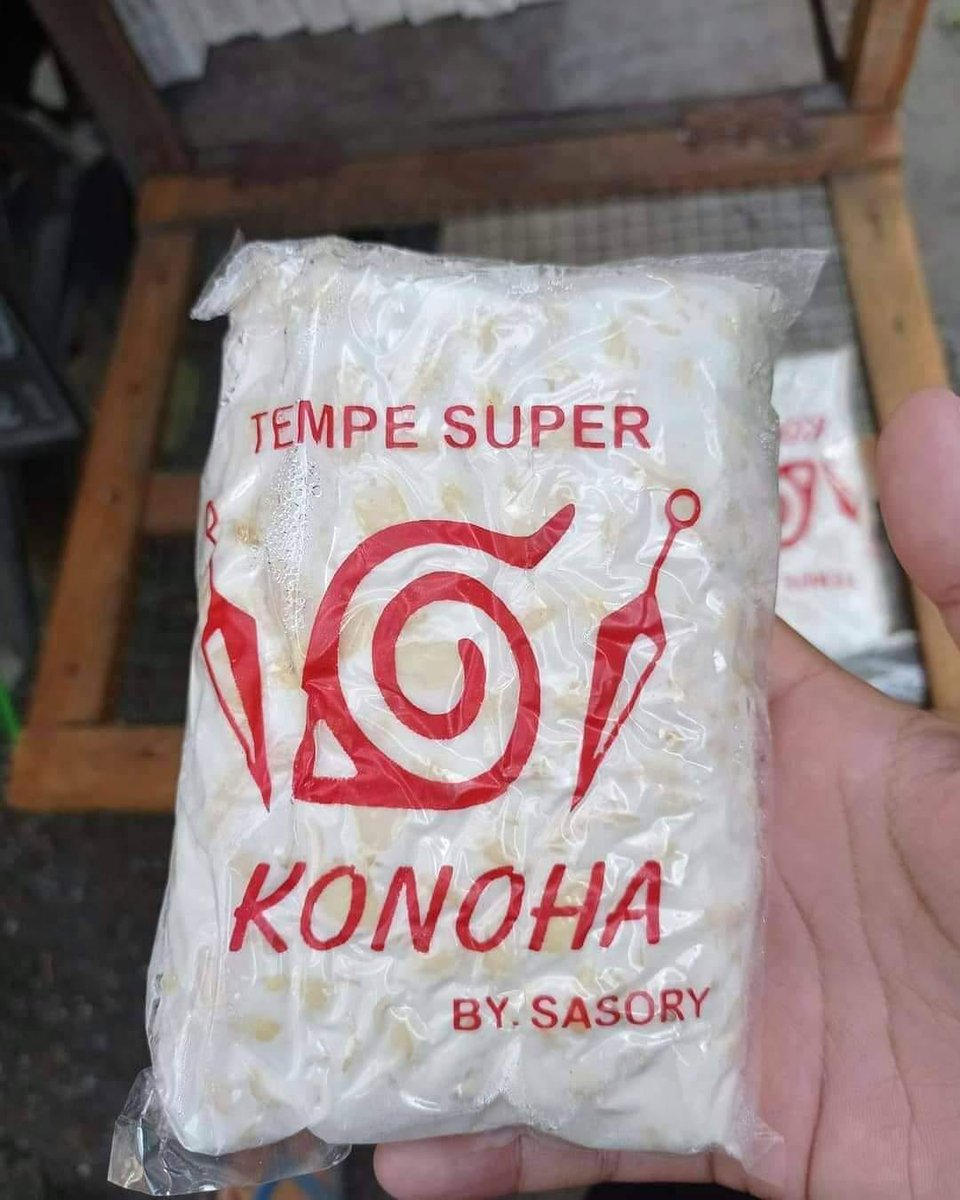 TEMPE SUPER
KONOHA
BY. SASORY